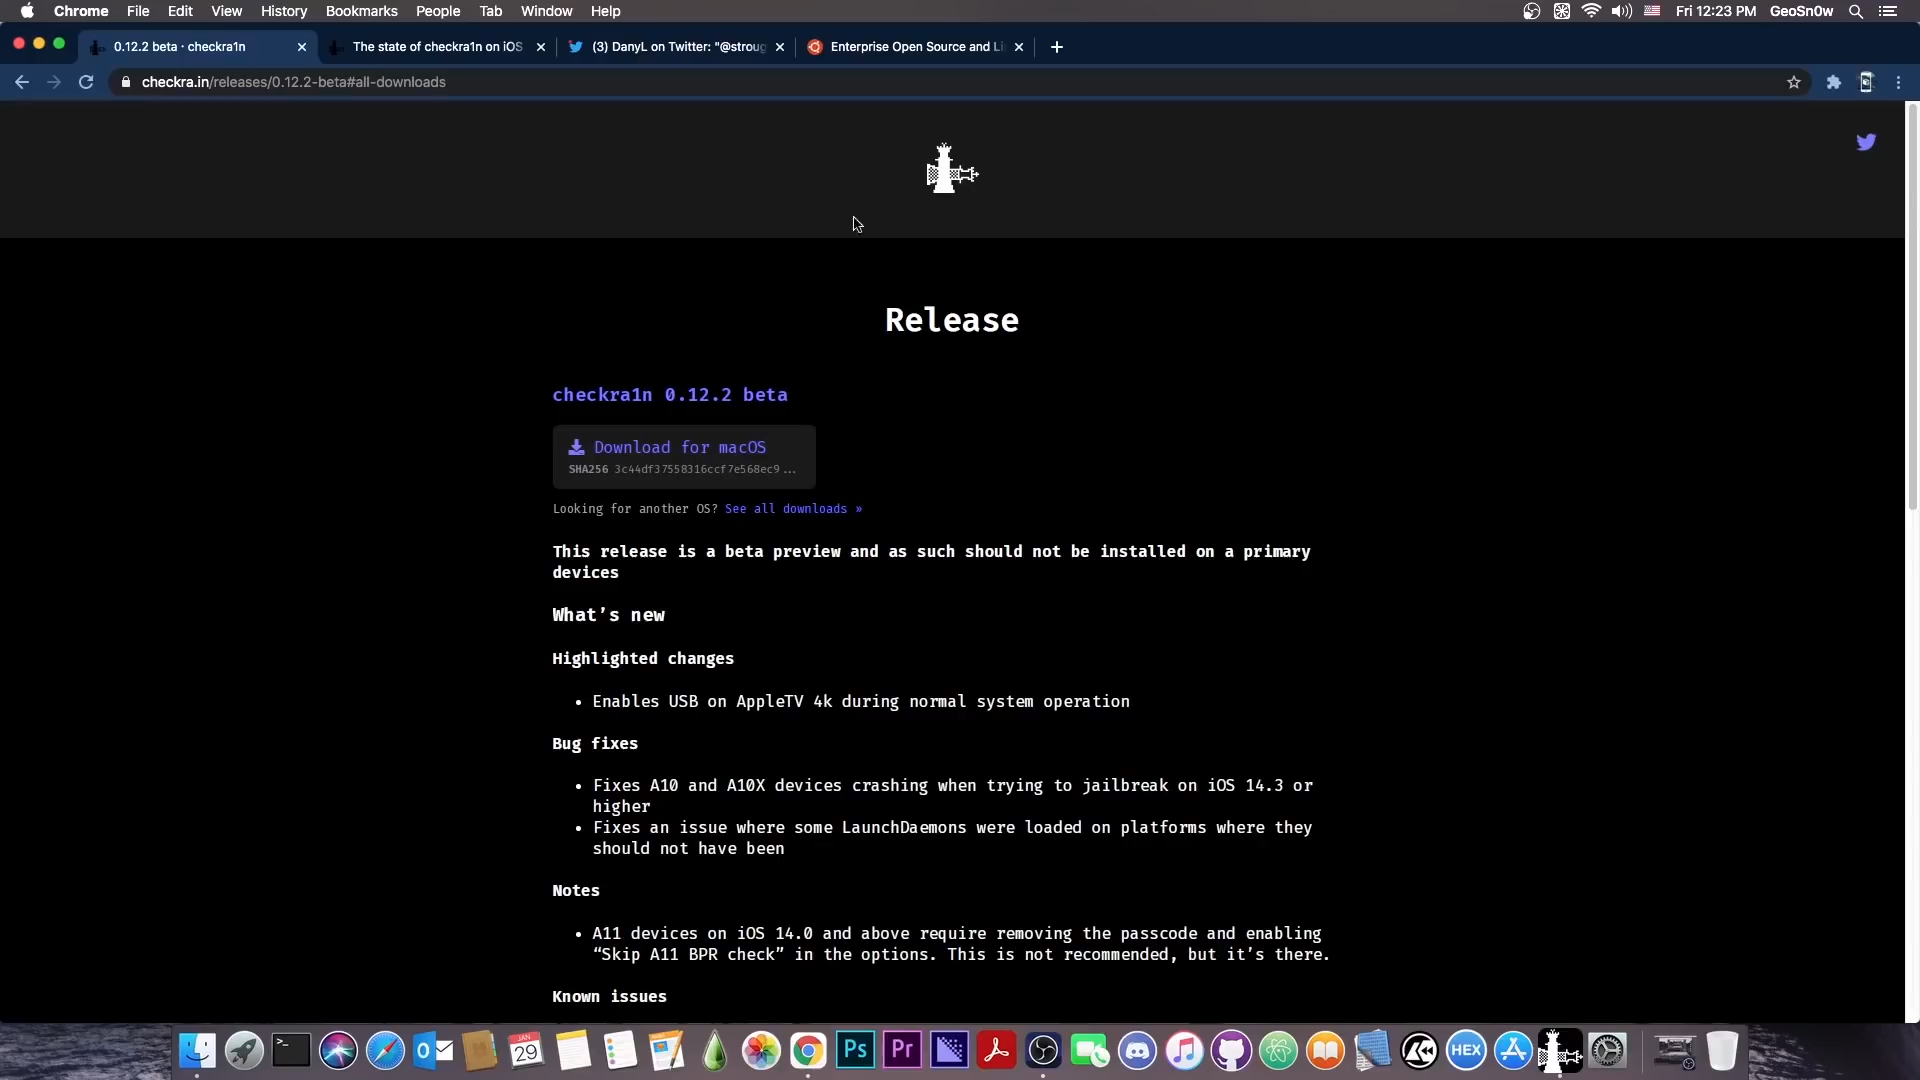 Chrome File Edit View History Bookmarks People Tab Window Help Fri 12:23 PM GeoSn0w
0.12.2 beta · checkra1n The state of checkra1n on iOS (3) DanyL on Twitter: "@stroug Enterprise Open Source and Li
checkra.in/releases/0.12.2-beta#all-downloads
Release
checkra1n 0.12.2 beta
Download for macOS
SHA256 3c44df37558316ccf7e568ec9...
Looking for another OS? See all downloads »
This release is a beta preview and as such should not be installed on a primary
devices
What's new
Highlighted changes
• Enables USB on AppleTV 4k during normal system operation
Bug fixes
• Fixes A10 and A10X devices crashing when trying to jailbreak on iOS 14.3 or
higher
• Fixes an issue where some LaunchDaemons were loaded on platforms where they
should not have been
Notes
• A11 devices on iOS 14.0 and above require removing the passcode and enabling
“Skip A11 BPR check” in the options. This is not recommended, but it’s there.
Known issues
JAN
29
Ps
Pr
HEX